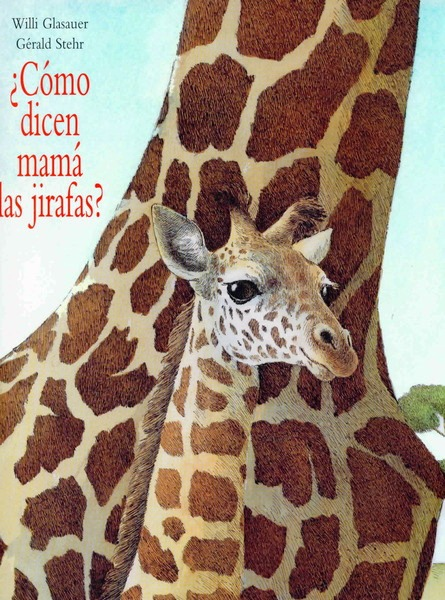 Willi Glasauer
Gérald Stehr
¿Cómo
dicen
mamá
las jirafas?